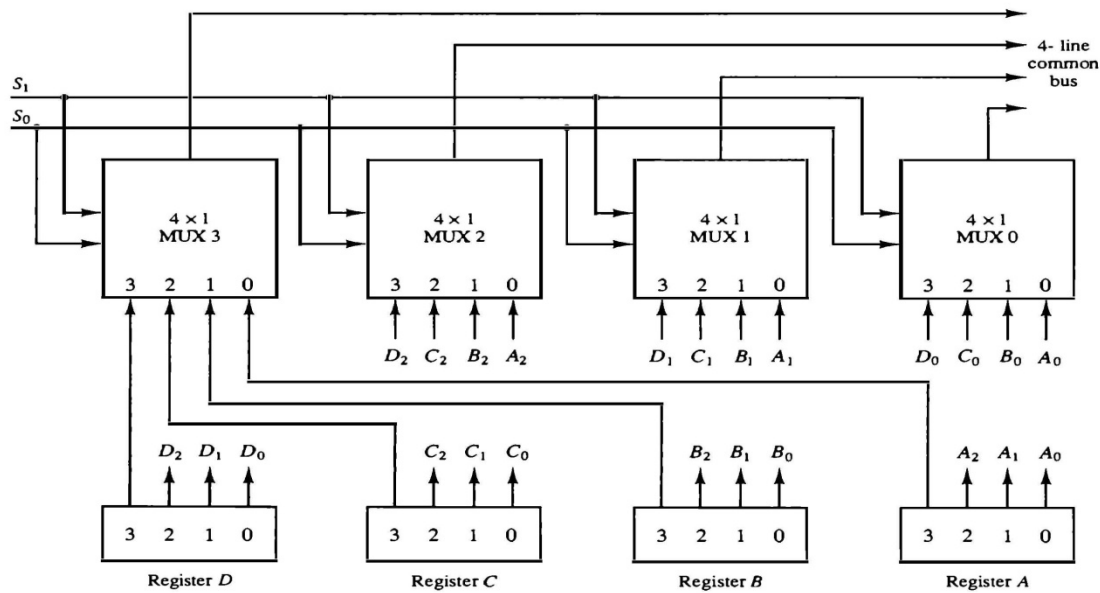 4- line
common
bus
S₁
S₀
4 × 1
MUX 3
3 2 1 0
4 × 1
MUX 2
3 2 1 0
4 × 1
MUX 1
3 2 1 0
4 × 1
MUX 0
3 2 1 0
D₂ C₂ B₂ A₂
D₁ C₁ B₁ A₁
D₀ C₀ B₀ A₀
D₂ D₁ D₀
C₂ C₁ C₀
B₂ B₁ B₀
A₂ A₁ A₀
3 2 1 0
3 2 1 0
3 2 1 0
3 2 1 0
Register D
Register C
Register B
Register A